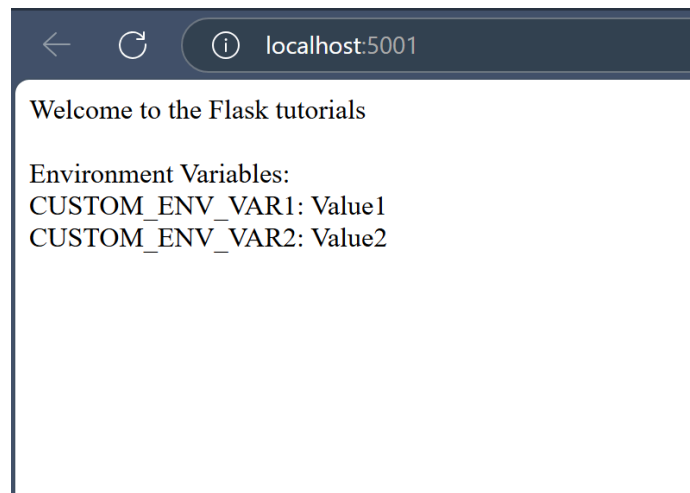 localhost:5001
Welcome to the Flask tutorials
Environment Variables:
CUSTOM_ENV_VAR1: Value1
CUSTOM_ENV_VAR2: Value2